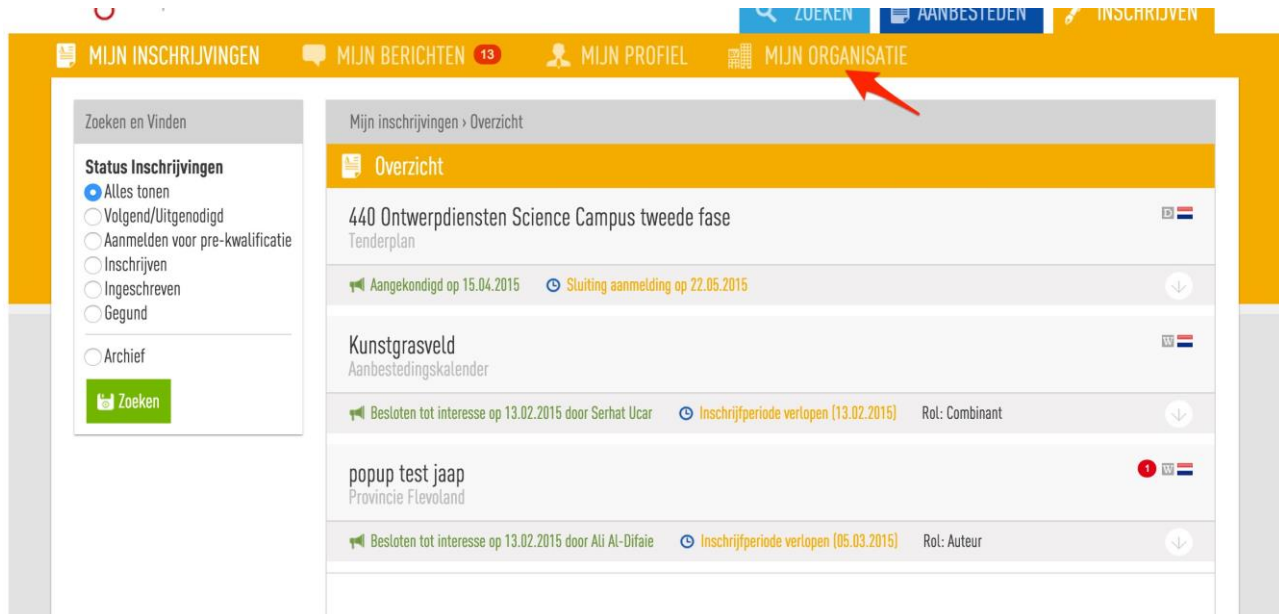 ZOEKEN AANBESTEDEN INSCHRIJVEN
MIJN INSCHRIJVINGEN MIJN BERICHTEN 13 MIJN PROFIEL MIJN ORGANISATIE
Zoeken en Vinden
Status Inschrijvingen
Alles tonen
Volgend/Uitgenodigd
Aanmelden voor pre-kwalificatie
Inschrijven
Ingeschreven
Gegund
Archief
Zoeken
Mijn inschrijvingen › Overzicht
Overzicht
440 Ontwerpdiensten Science Campus tweede fase D
Tenderplan
Aangekondigd op 15.04.2015 Sluiting aanmelding op 22.05.2015
Kunstgrasveld W
Aanbestedingskalender
Besloten tot interesse op 13.02.2015 door Serhat Ucar Inschrijfperiode verlopen (13.02.2015) Rol: Combinant
popup test jaap 1 W
Provincie Flevoland
Besloten tot interesse op 13.02.2015 door Ali Al-Difaie Inschrijfperiode verlopen (05.03.2015) Rol: Auteur